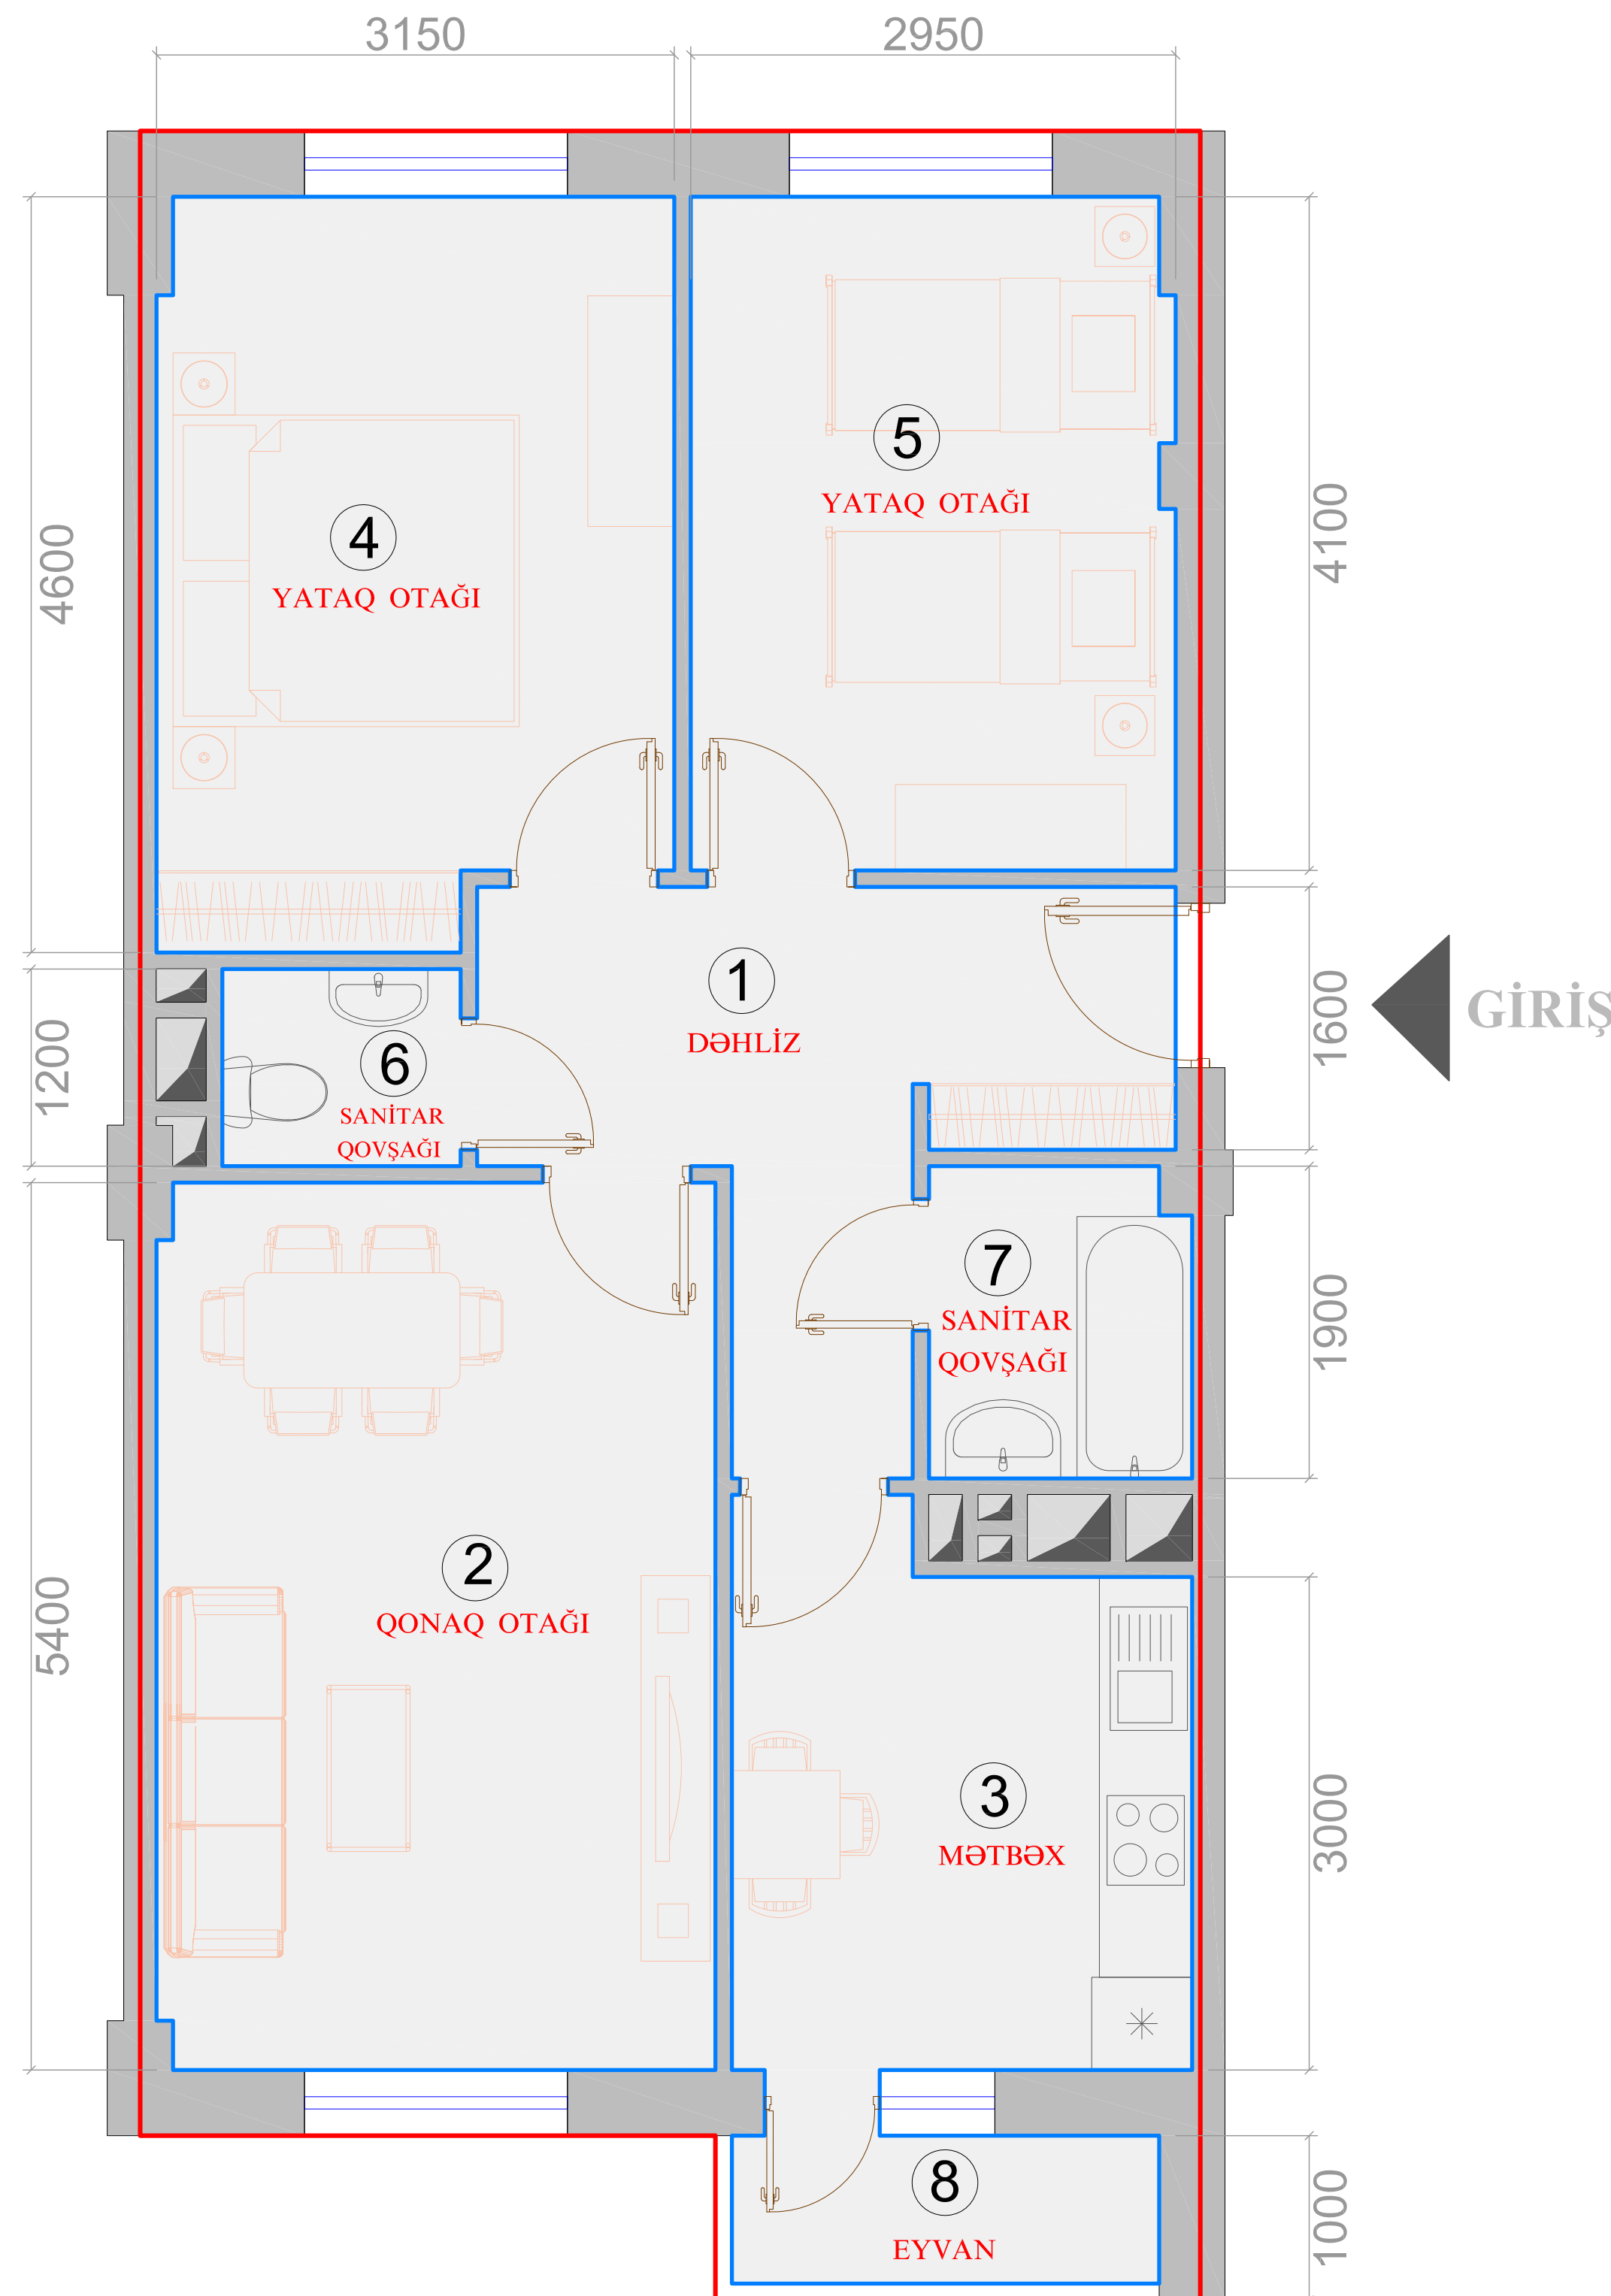 3150
2950
4600
4100
5
YATAQ OTAĞI
4
YATAQ OTAĞI
1
DƏHLİZ
GİRİŞ
1600
1200
6
SANİTAR
QOVŞAĞI
7
SANİTAR
QOVŞAĞI
1900
2
QONAQ OTAĞI
5400
3
MƏTBƏX
3000
8
EYVAN
1000